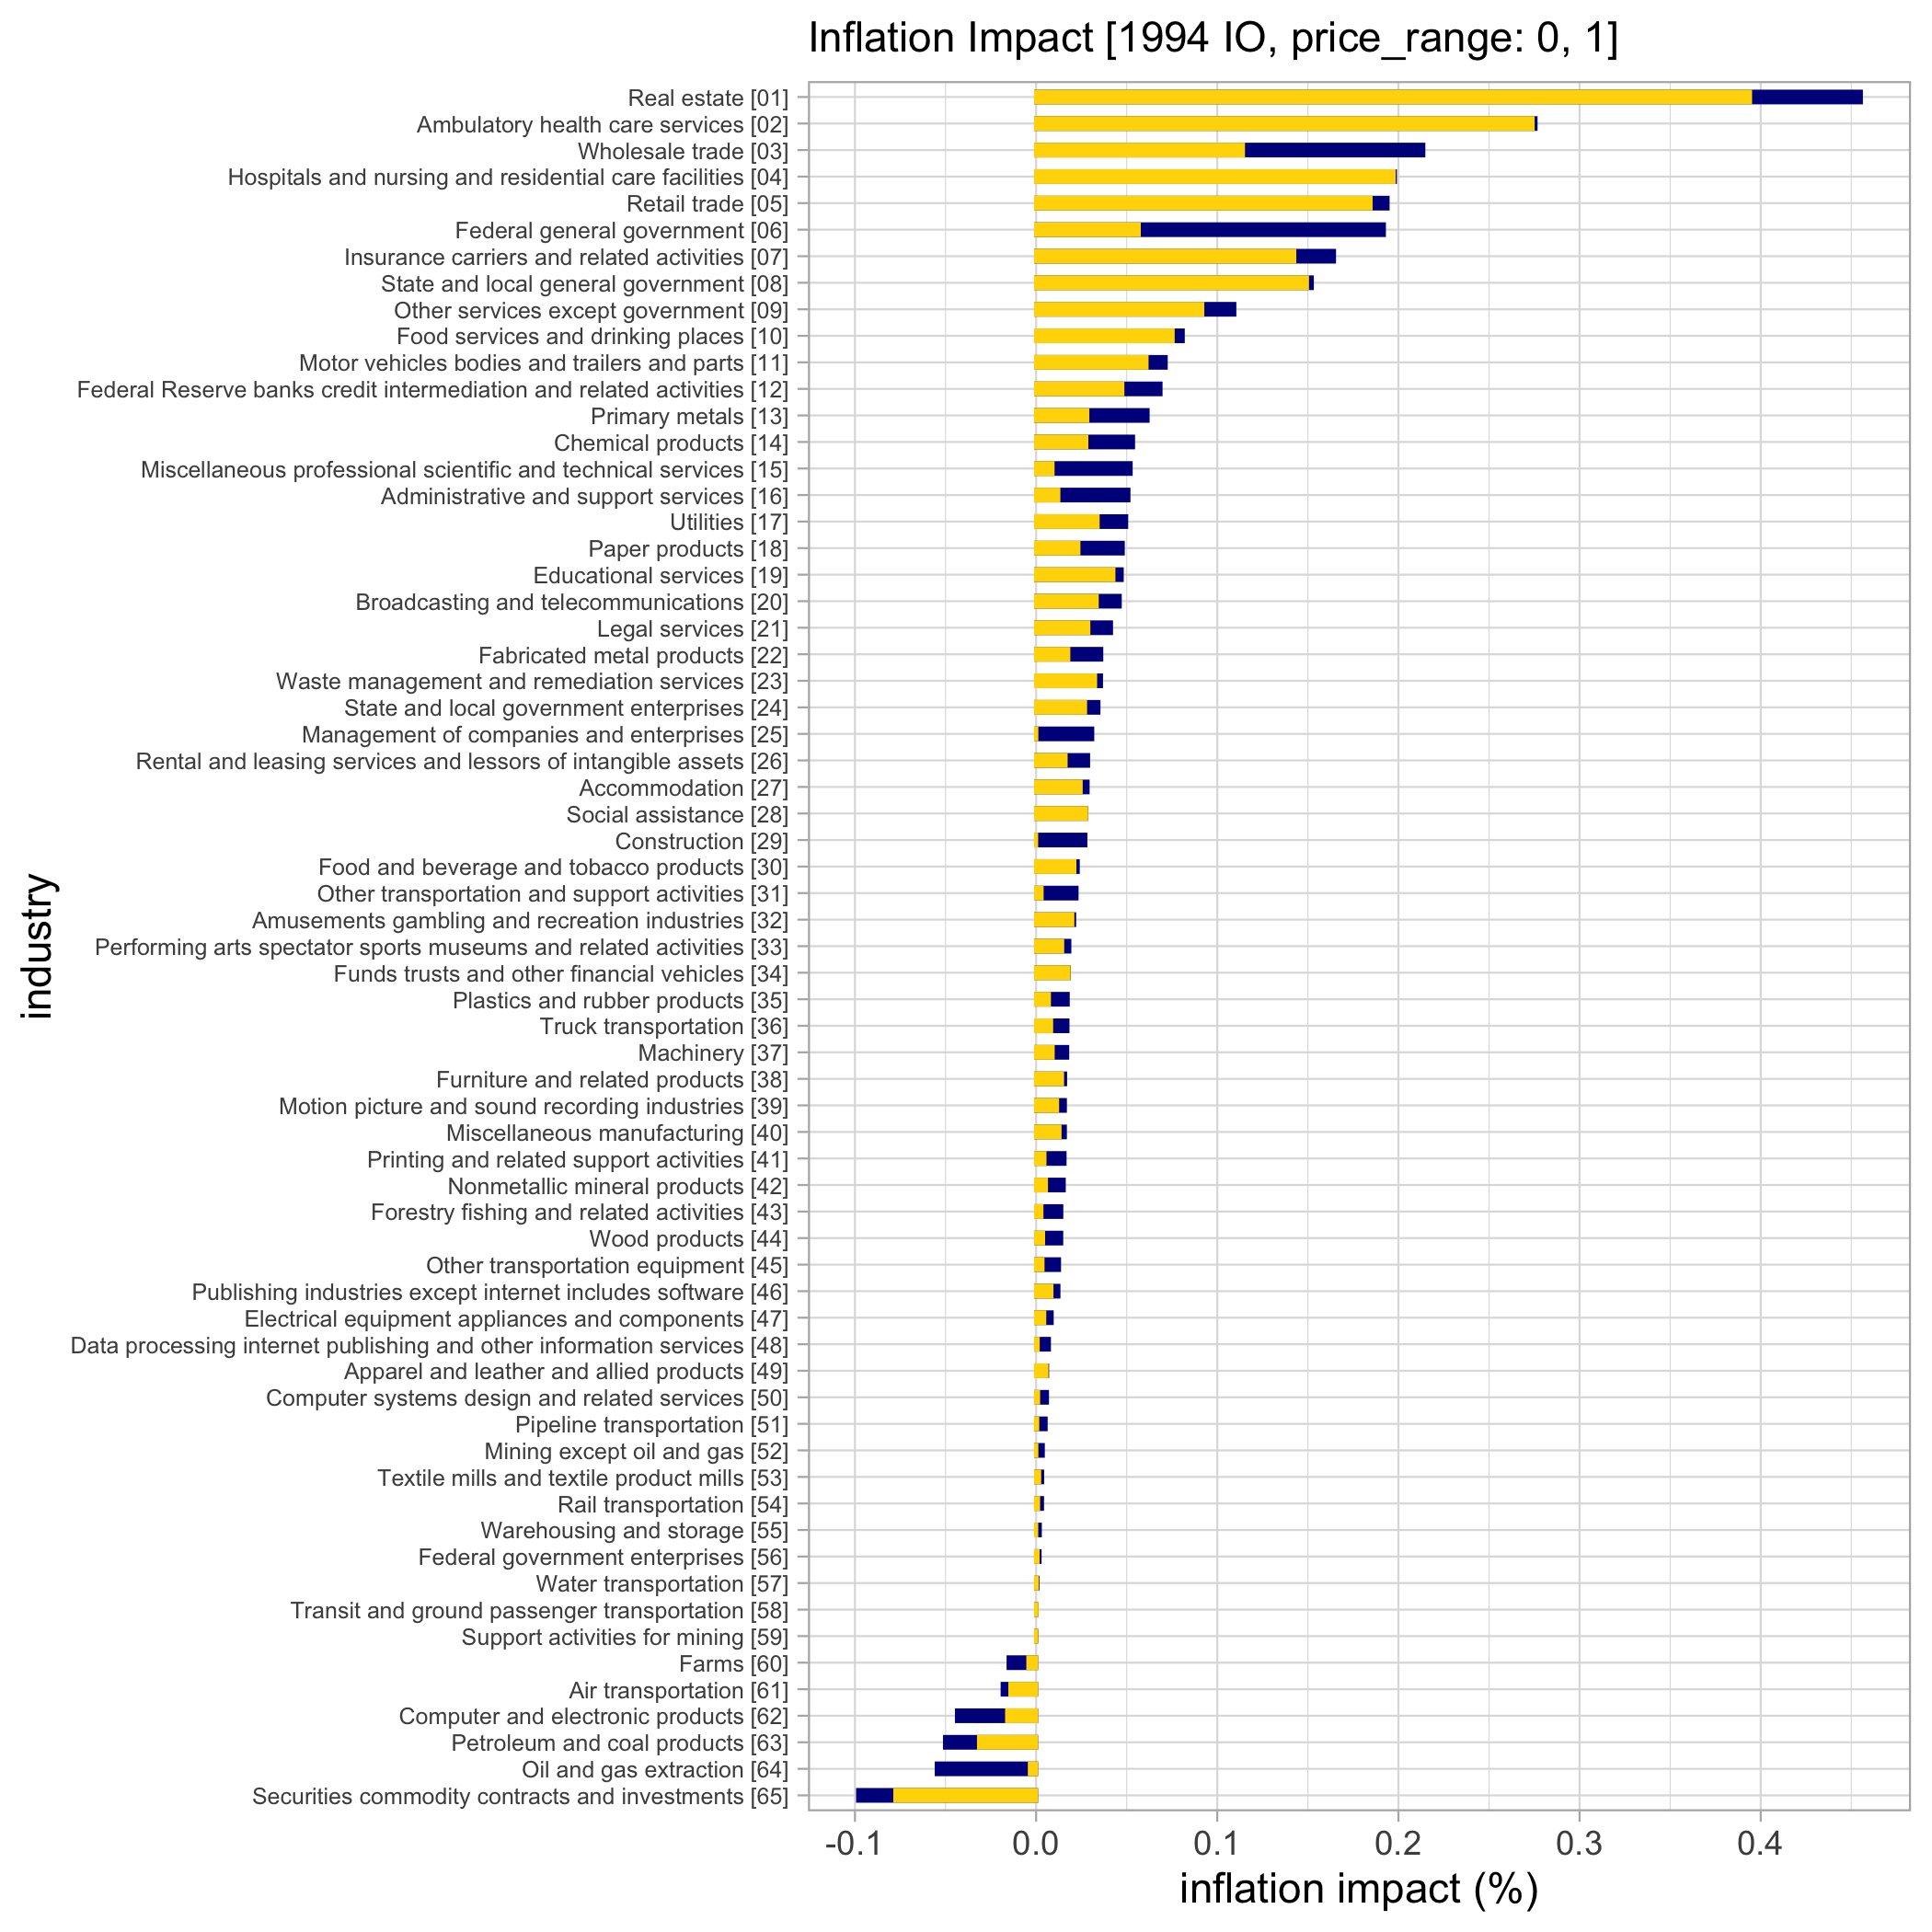 Inflation Impact [1994 IO, price_range: 0, 1]
Real estate [01]
Ambulatory health care services [02]
Wholesale trade [03]
Hospitals and nursing and residential care facilities [04]
Retail trade [05]
Federal general government [06]
Insurance carriers and related activities [07]
State and local general government [08]
Other services except government [09]
Food services and drinking places [10]
Motor vehicles bodies and trailers and parts [11]
Federal Reserve banks credit intermediation and related activities [12]
Primary metals [13]
Chemical products [14]
Miscellaneous professional scientific and technical services [15]
Administrative and support services [16]
Utilities [17]
Paper products [18]
Educational services [19]
Broadcasting and telecommunications [20]
Legal services [21]
Fabricated metal products [22]
Waste management and remediation services [23]
State and local government enterprises [24]
Management of companies and enterprises [25]
Rental and leasing services and lessors of intangible assets [26]
Accommodation [27]
Social assistance [28]
Construction [29]
Food and beverage and tobacco products [30]
Other transportation and support activities [31]
Amusements gambling and recreation industries [32]
Performing arts spectator sports museums and related activities [33]
Funds trusts and other financial vehicles [34]
Plastics and rubber products [35]
Truck transportation [36]
Machinery [37]
Furniture and related products [38]
Motion picture and sound recording industries [39]
Miscellaneous manufacturing [40]
Printing and related support activities [41]
Nonmetallic mineral products [42]
Forestry fishing and related activities [43]
Wood products [44]
Other transportation equipment [45]
Publishing industries except internet includes software [46]
Electrical equipment appliances and components [47]
Data processing internet publishing and other information services [48]
Apparel and leather and allied products [49]
Computer systems design and related services [50]
Pipeline transportation [51]
Mining except oil and gas [52]
Textile mills and textile product mills [53]
Rail transportation [54]
Warehousing and storage [55]
Federal government enterprises [56]
Water transportation [57]
Transit and ground passenger transportation [58]
Support activities for mining [59]
Farms [60]
Air transportation [61]
Computer and electronic products [62]
Petroleum and coal products [63]
Oil and gas extraction [64]
Securities commodity contracts and investments [65]
industry
-0.1 0.0 0.1 0.2 0.3 0.4
inflation impact (%)